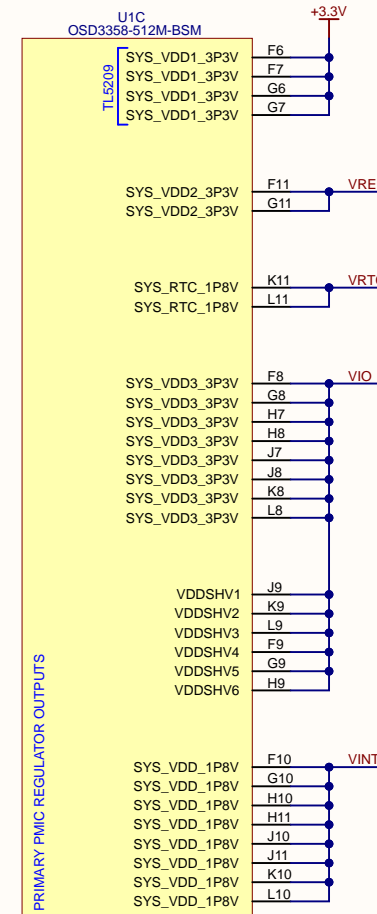 U1C
+3.3V
OSD3358-512M-BSM
TL5209
SYS_VDD1_3P3V F6
SYS_VDD1_3P3V F7
SYS_VDD1_3P3V G6
SYS_VDD1_3P3V G7
SYS_VDD2_3P3V F11 VRE
SYS_VDD2_3P3V G11
SYS_RTC_1P8V K11 VRTC
SYS_RTC_1P8V L11
SYS_VDD3_3P3V F8 VIO
SYS_VDD3_3P3V G8
SYS_VDD3_3P3V H7
SYS_VDD3_3P3V H8
SYS_VDD3_3P3V J7
SYS_VDD3_3P3V J8
SYS_VDD3_3P3V K8
SYS_VDD3_3P3V L8
VDDSHV1 J9
VDDSHV2 K9
VDDSHV3 L9
VDDSHV4 F9
VDDSHV5 G9
VDDSHV6 H9
PRIMARY PMIC REGULATOR OUTPUTS
SYS_VDD_1P8V F10 VINT
SYS_VDD_1P8V G10
SYS_VDD_1P8V H10
SYS_VDD_1P8V H11
SYS_VDD_1P8V J10
SYS_VDD_1P8V J11
SYS_VDD_1P8V K10
SYS_VDD_1P8V L10